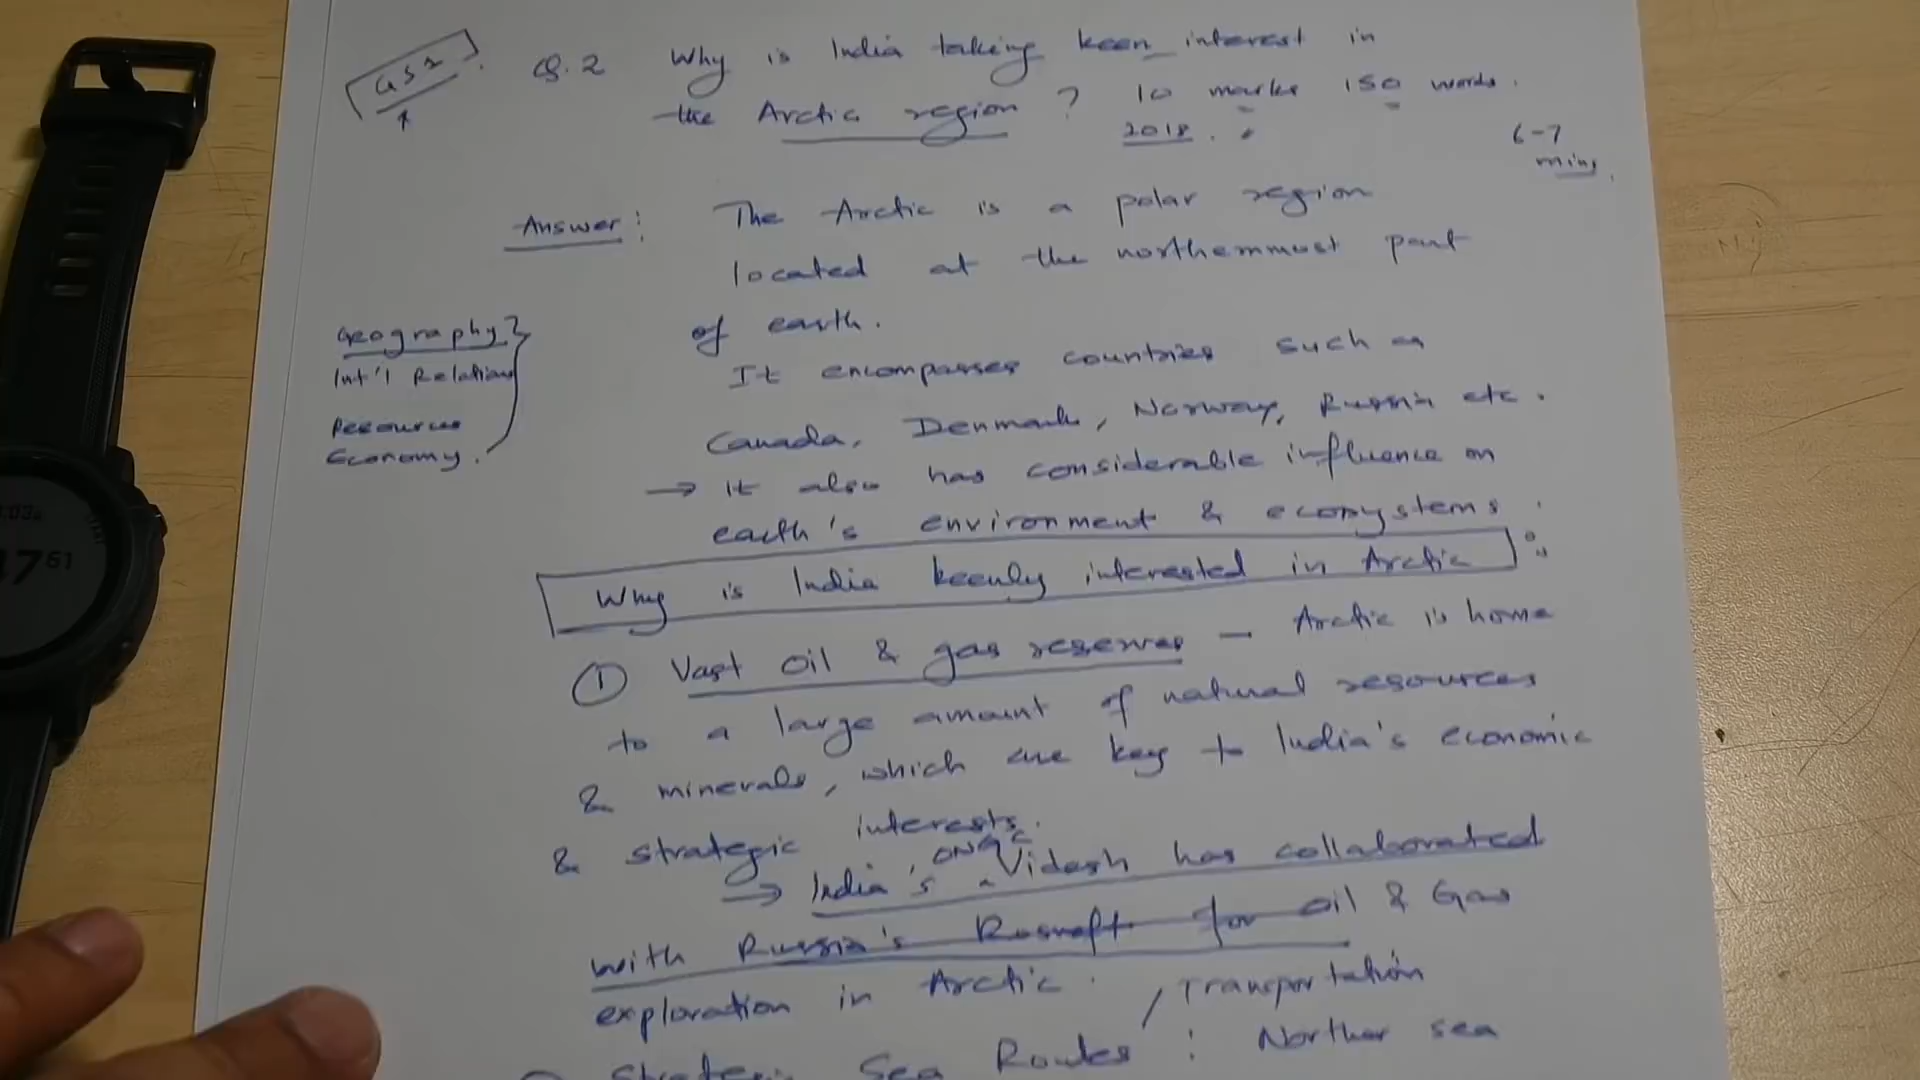 GS1
Q.2 Why is India taking keen interest in
the Arctic region ? 10 marks 150 words.
2018.
6-7
mins
Answer: The Arctic is a polar region
located at the northernmost part
of earth.
Geography
Int'l Relations
Resources
Economy.
It encompasses countries such as
Canada, Denmark, Norway, Russia etc.
→ It also has considerable influence on
earth's environment & ecosystems.
Why is India keenly interested in Arctic :
① Vast oil & gas reserves - Arctic is home
to a large amount of natural resources
& minerals, which are key to India's economic
& strategic interests.
→ India's ONGC Videsh has collaborated
with Russia's Rosneft for oil & Gas
exploration in Arctic.
Strategic Sea Routes / Transportation : Norther sea